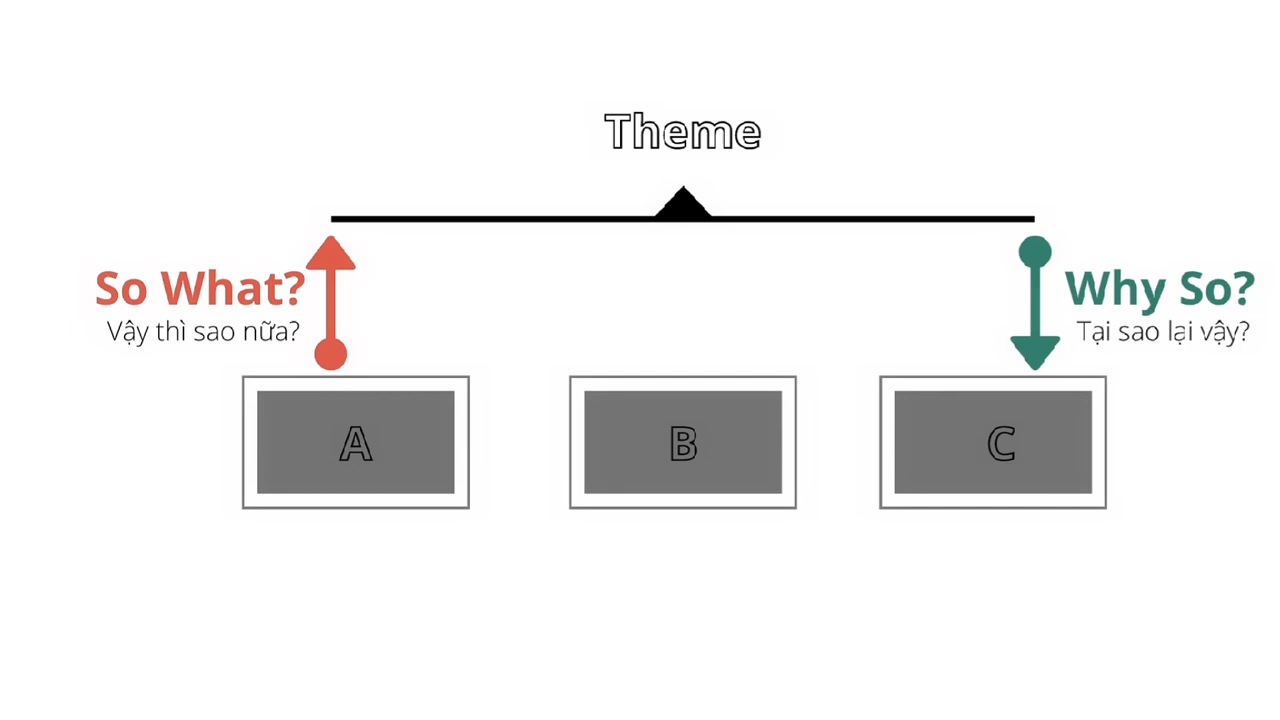 Theme
So What?
Vậy thì sao nữa?
Why So?
Tại sao lại vậy?
A
B
C